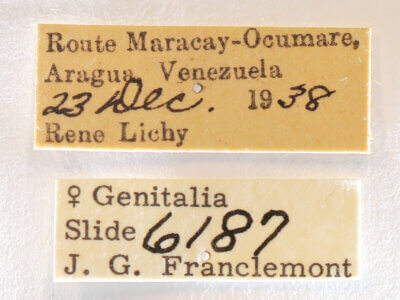 Route Maracay-Ocumare,
Aragua, Venezuela
23 Dec. 1938
Rene Lichy
♀ Genitalia
Slide 6187
J. G. Franclemont